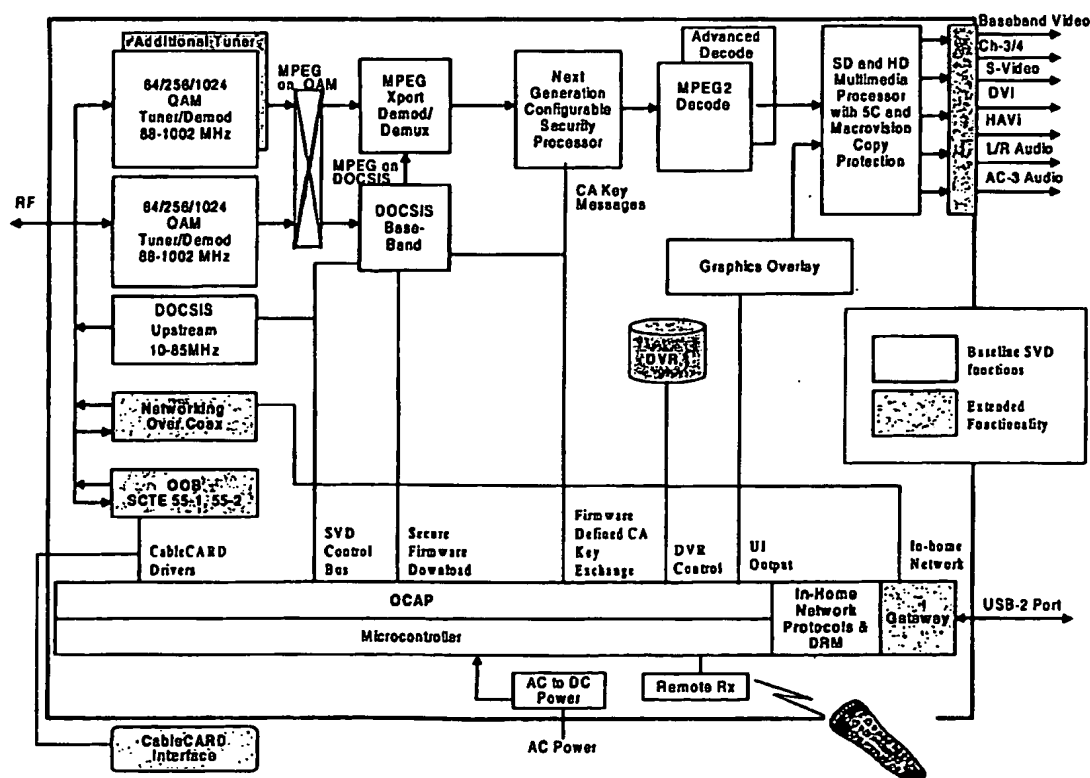 Additional Tuner
64/256/1024
QAM
Tuner/Demod
88-1002 MHz
MPEG
on QAM
MPEG
Xport
Demod/
Demux
Next
Generation
Configurable
Security
Processor
Advanced
Decode
MPEG2
Decode
SD and HD
Multimedia
Processor
with 5C and
Macrovision
Copy
Protection
Baseband Video
Ch-3/4
S-Video
DVI
HAVi
L/R Audio
AC-3 Audio
RF
64/256/1024
QAM
Tuner/Demod
88-1002 MHz
MPEG on
DOCSIS
DOCSIS
Base-
Band
CA Key
Messages
Graphics Overlay
DOCSIS
Upstream
10-85MHz
DVR
Baseline SVD
functions
Extended
Functionality
Networking
Over Coax
OOB
SCTE 55-1, 55-2
CableCARD
Drivers
SVD
Control
Bus
Secure
Firmware
Download
Firmware
Defined CA
Key
Exchange
DVR
Control
UI
Output
In-home
Network
OCAP
Microcontroller
In-Home
Network
Protocols &
DRM
Gateway
USB-2 Port
AC to DC
Power
Remote Rx
AC Power
CableCARD
Interface